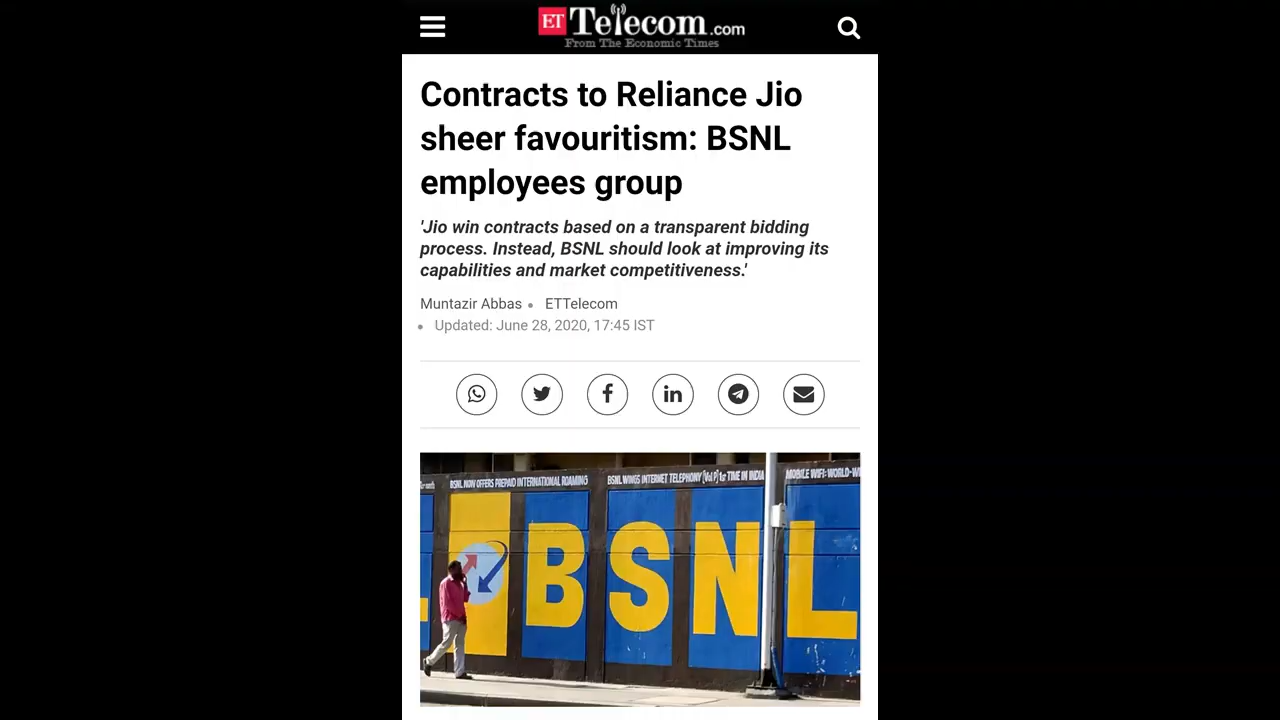 ET Telecom.com
From The Economic Times
Contracts to Reliance Jio
sheer favouritism: BSNL
employees group
'Jio win contracts based on a transparent bidding
process. Instead, BSNL should look at improving its
capabilities and market competitiveness.'
Muntazir Abbas • ETTelecom
• Updated: June 28, 2020, 17:45 IST
in
BSNL NOW OFFERS PREPAID INTERNATIONAL ROAMING
BSNL WINGS INTERNET TELEPHONY [VoIP] 1st TIME IN INDIA
MOBILE WIFI: WORLD-WI
BSNL